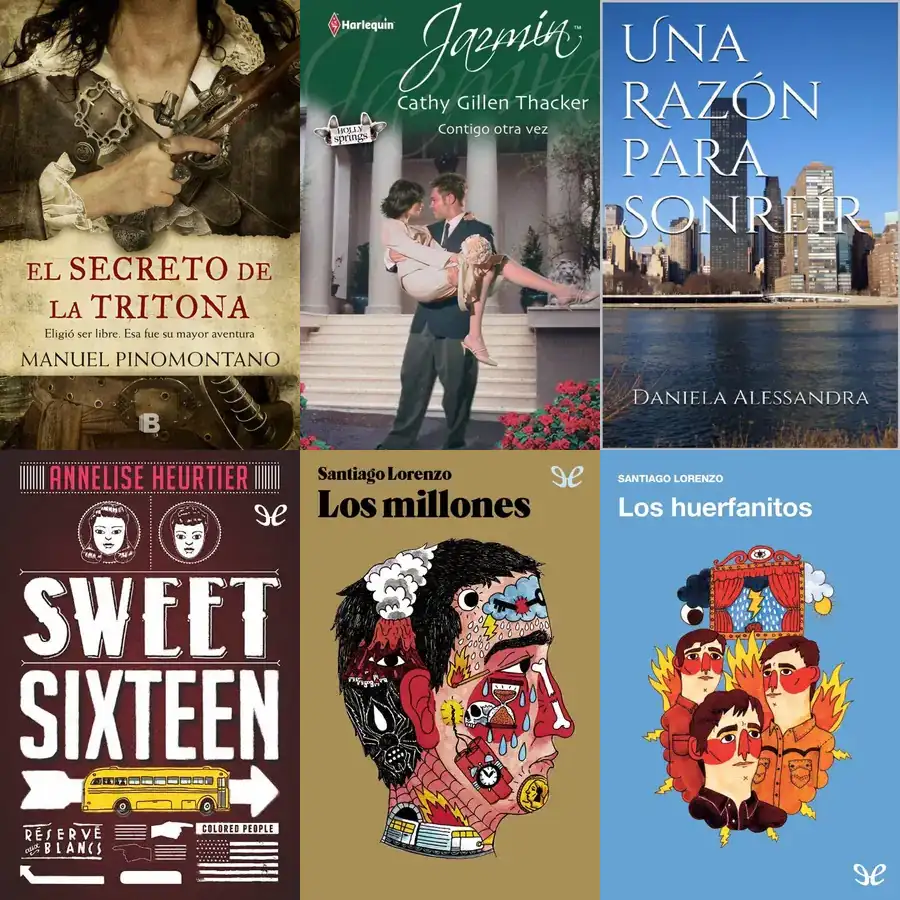 EL SECRETO DE
LA TRITONA
Eligió ser libre. Esa fue su mayor aventura
MANUEL PINOMONTANO
B
Harlequin
Jazmín™
Cathy Gillen Thacker
Contigo otra vez
HOLLY
Springs
UNA
RAZÓN
PARA
SONREÍR
DANIELA ALESSANDRA
ANNELISE HEURTIER
SWEET
SIXTEEN
RÉSERVÉ
aux
BLANCS
COLORED PEOPLE
Santiago Lorenzo
Los millones
SANTIAGO LORENZO
Los huerfanitos